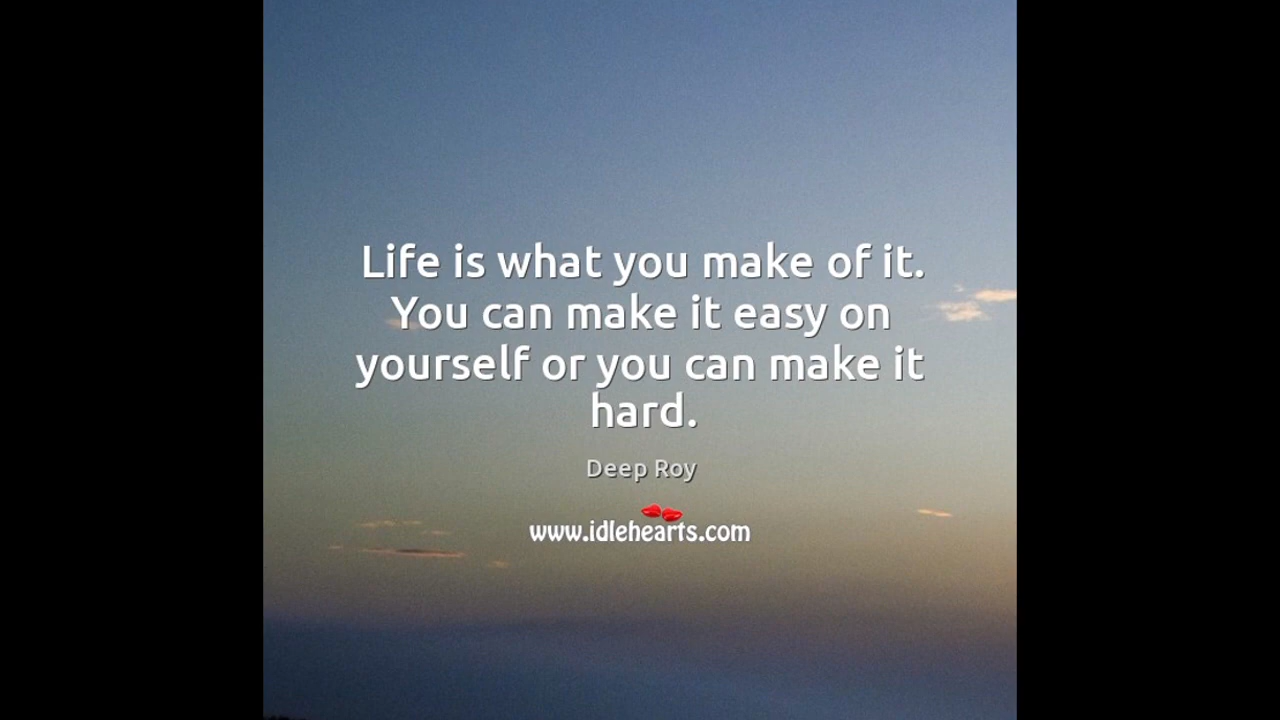 Life is what you make of it.
You can make it easy on
yourself or you can make it
hard.
Deep Roy
www.idlehearts.com